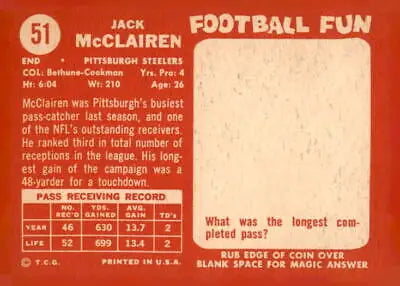 51
JACK
McCLAIREN
END • PITTSBURGH STEELERS
COL: Bethune-Cookman Yrs. Pro: 4
Ht: 6:04 Wt: 210 Age: 26
McClairen was Pittsburgh's busiest
pass-catcher last season, and one
of the NFL's outstanding receivers.
He ranked third in total number of
receptions in the league. His long-
est gain of the campaign was a
48-yarder for a touchdown.
PASS RECEIVING RECORD
NO. REC'D YDS. GAINED AVG. GAIN TD's
YEAR 46 630 13.7 2
LIFE 52 699 13.4 2
© T.C.G. PRINTED IN U.S.A.
FOOTBALL FUN
What was the longest com-
pleted pass?
RUB EDGE OF COIN OVER
BLANK SPACE FOR MAGIC ANSWER